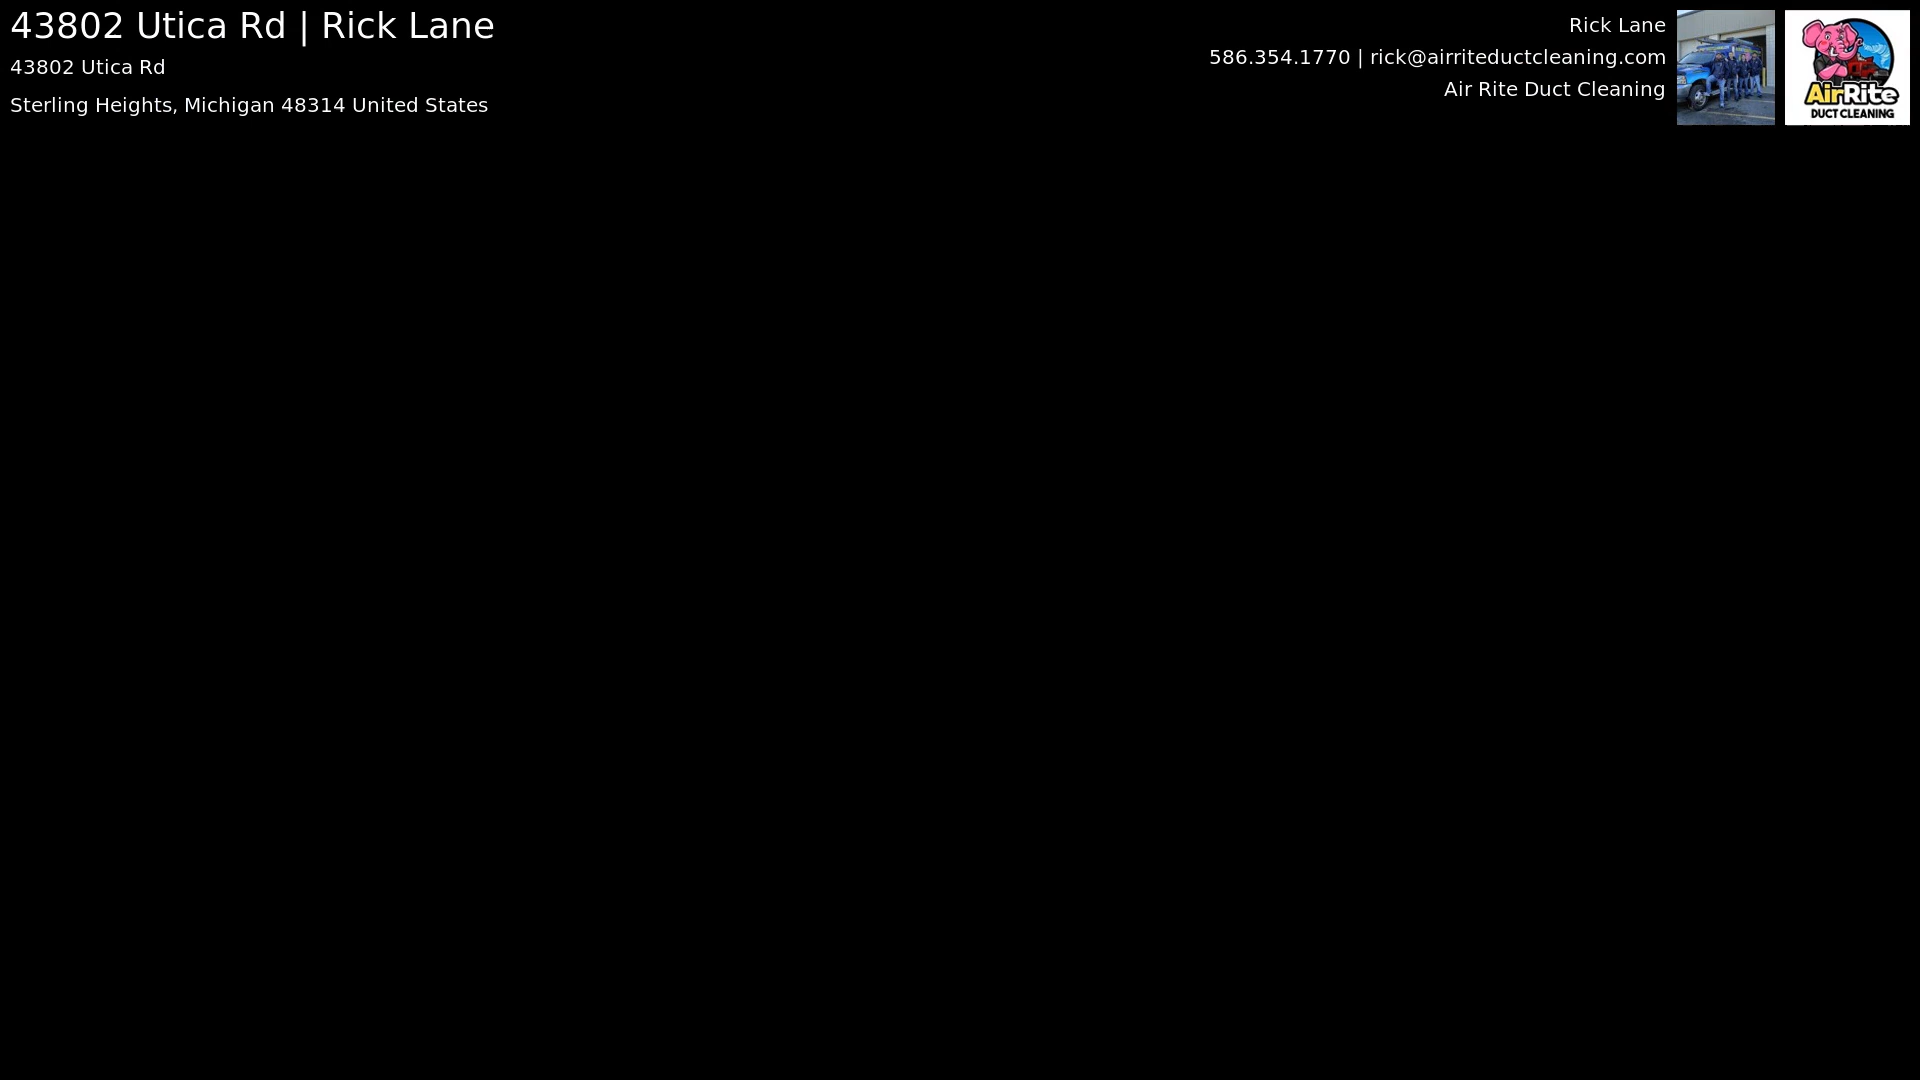 43802 Utica Rd | Rick Lane
43802 Utica Rd
Sterling Heights, Michigan 48314 United States
Rick Lane
586.354.1770 | rick@airriteductcleaning.com
Air Rite Duct Cleaning
AirRite
DUCT CLEANING